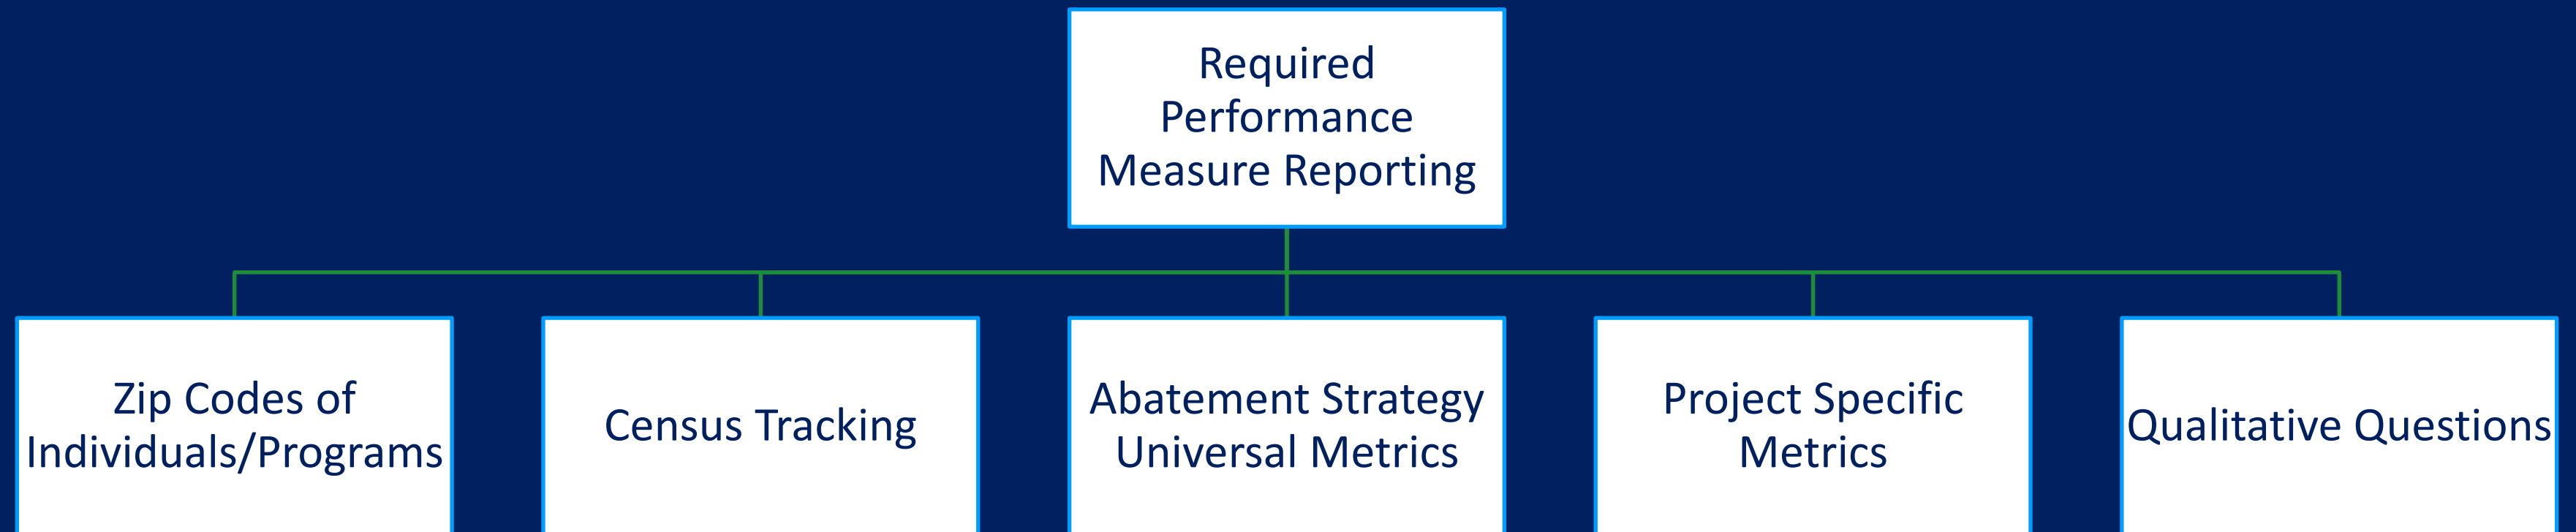 Required
Performance
Measure Reporting
Zip Codes of
Individuals/Programs
Census Tracking
Abatement Strategy
Universal Metrics
Project Specific
Metrics
Qualitative Questions